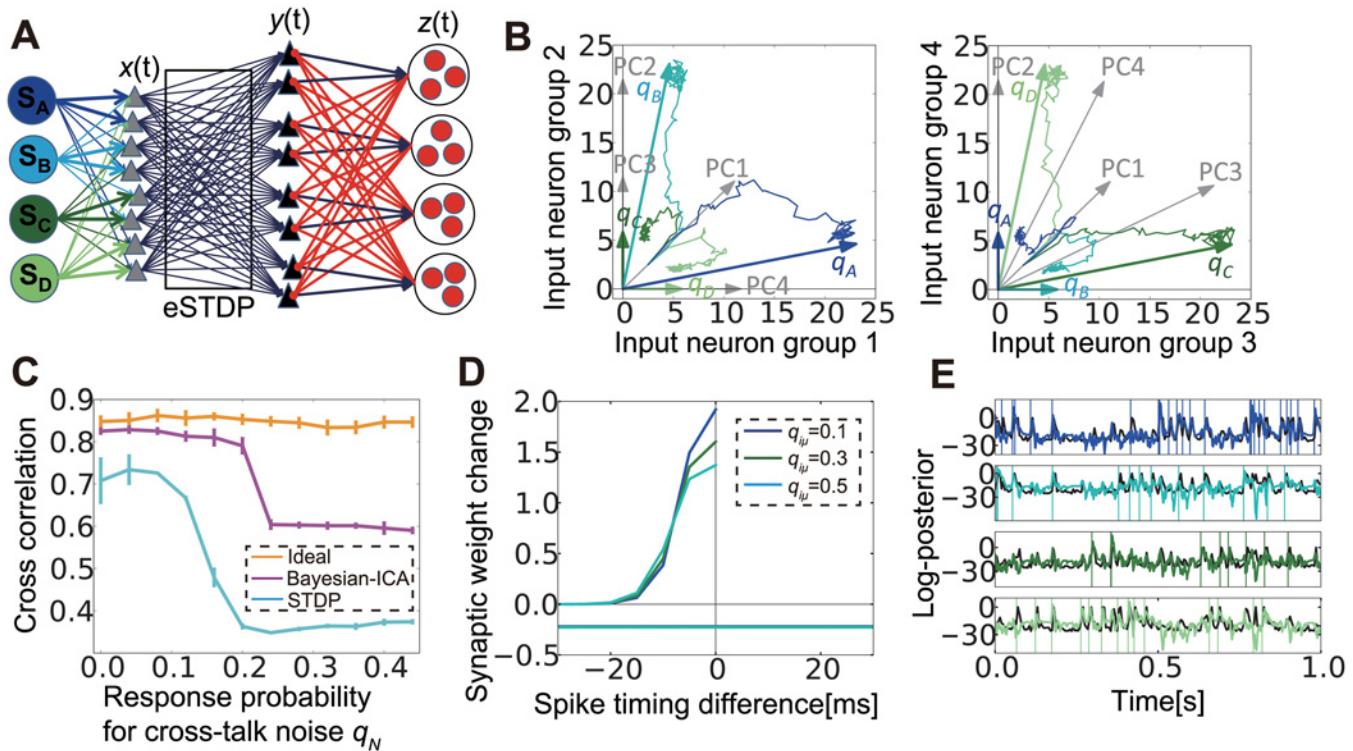 A
x(t)
y(t)
z(t)
S_A
S_B
S_C
S_D
eSTDP
B
Input neuron group 2
25
20
15
10
5
0
PC2
q_B
PC3
PC1
q_C
q_A
q_D
PC4
0 5 10 15 20 25
Input neuron group 1
Input neuron group 4
25
20
15
10
5
0
PC2
PC4
q_D
PC1
PC3
q_A
q_C
q_B
0 5 10 15 20 25
Input neuron group 3
C
Cross correlation
0.9
0.8
0.7
0.6
0.5
0.4
Ideal
Bayesian-ICA
STDP
0.0 0.1 0.2 0.3 0.4
Response probability
for cross-talk noise q_N
D
Synaptic weight change
2.0
1.5
1.0
0.5
0.0
−0.5
q_iμ=0.1
q_iμ=0.3
q_iμ=0.5
−20 0 20
Spike timing difference[ms]
E
Log-posterior
0
−30
0
−30
0
−30
0
−30
0.0 0.5 1.0
Time[s]